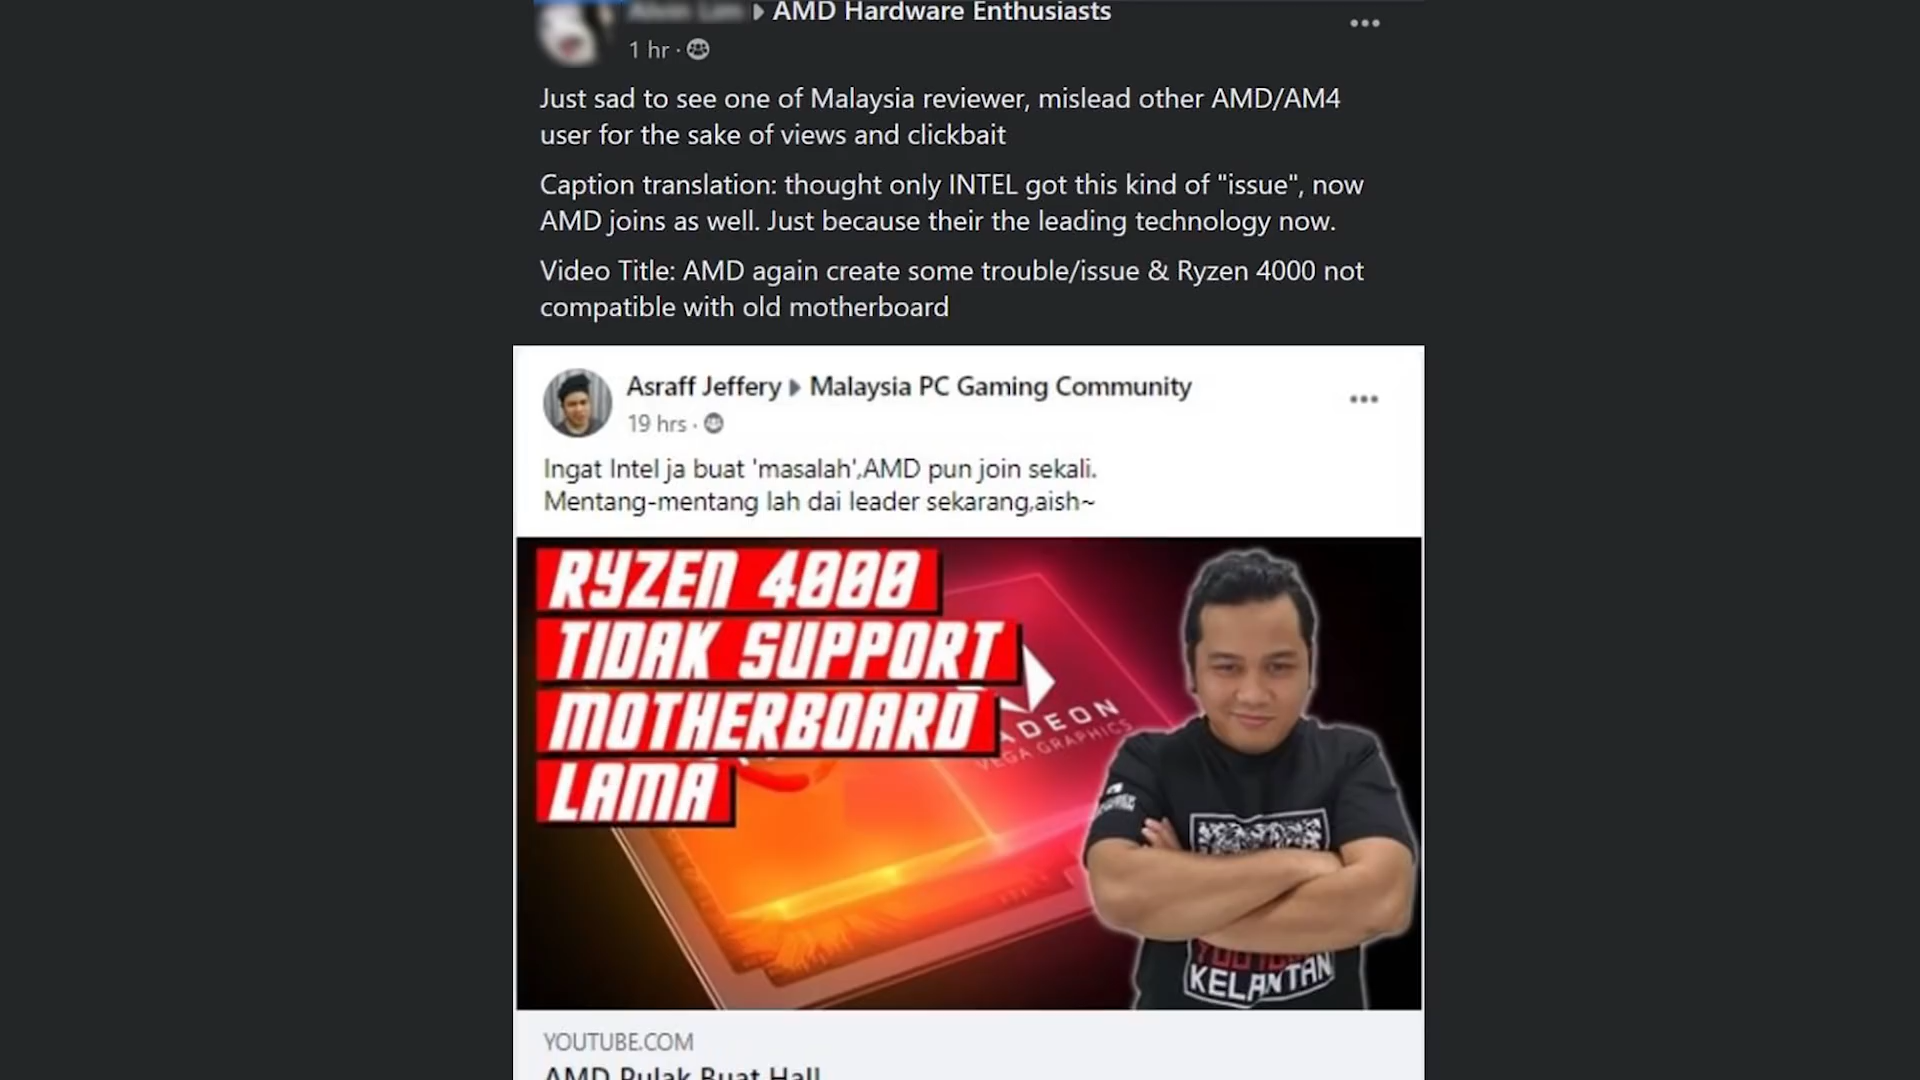 AMD Hardware Enthusiasts
1 hr ·
Just sad to see one of Malaysia reviewer, mislead other AMD/AM4
user for the sake of views and clickbait
Caption translation: thought only INTEL got this kind of "issue", now
AMD joins as well. Just because their the leading technology now.
Video Title: AMD again create some trouble/issue & Ryzen 4000 not
compatible with old motherboard
Asraff Jeffery ▸ Malaysia PC Gaming Community
19 hrs ·
Ingat Intel ja buat 'masalah',AMD pun join sekali.
Mentang-mentang lah dai leader sekarang,aish~
RYZEN 4000
TIDAK SUPPORT
MOTHERBOARD
LAMA
ADEON
VEGA GRAPHICS
KELANTAN
YOUTUBE.COM
AMD Pulak Buat Hall